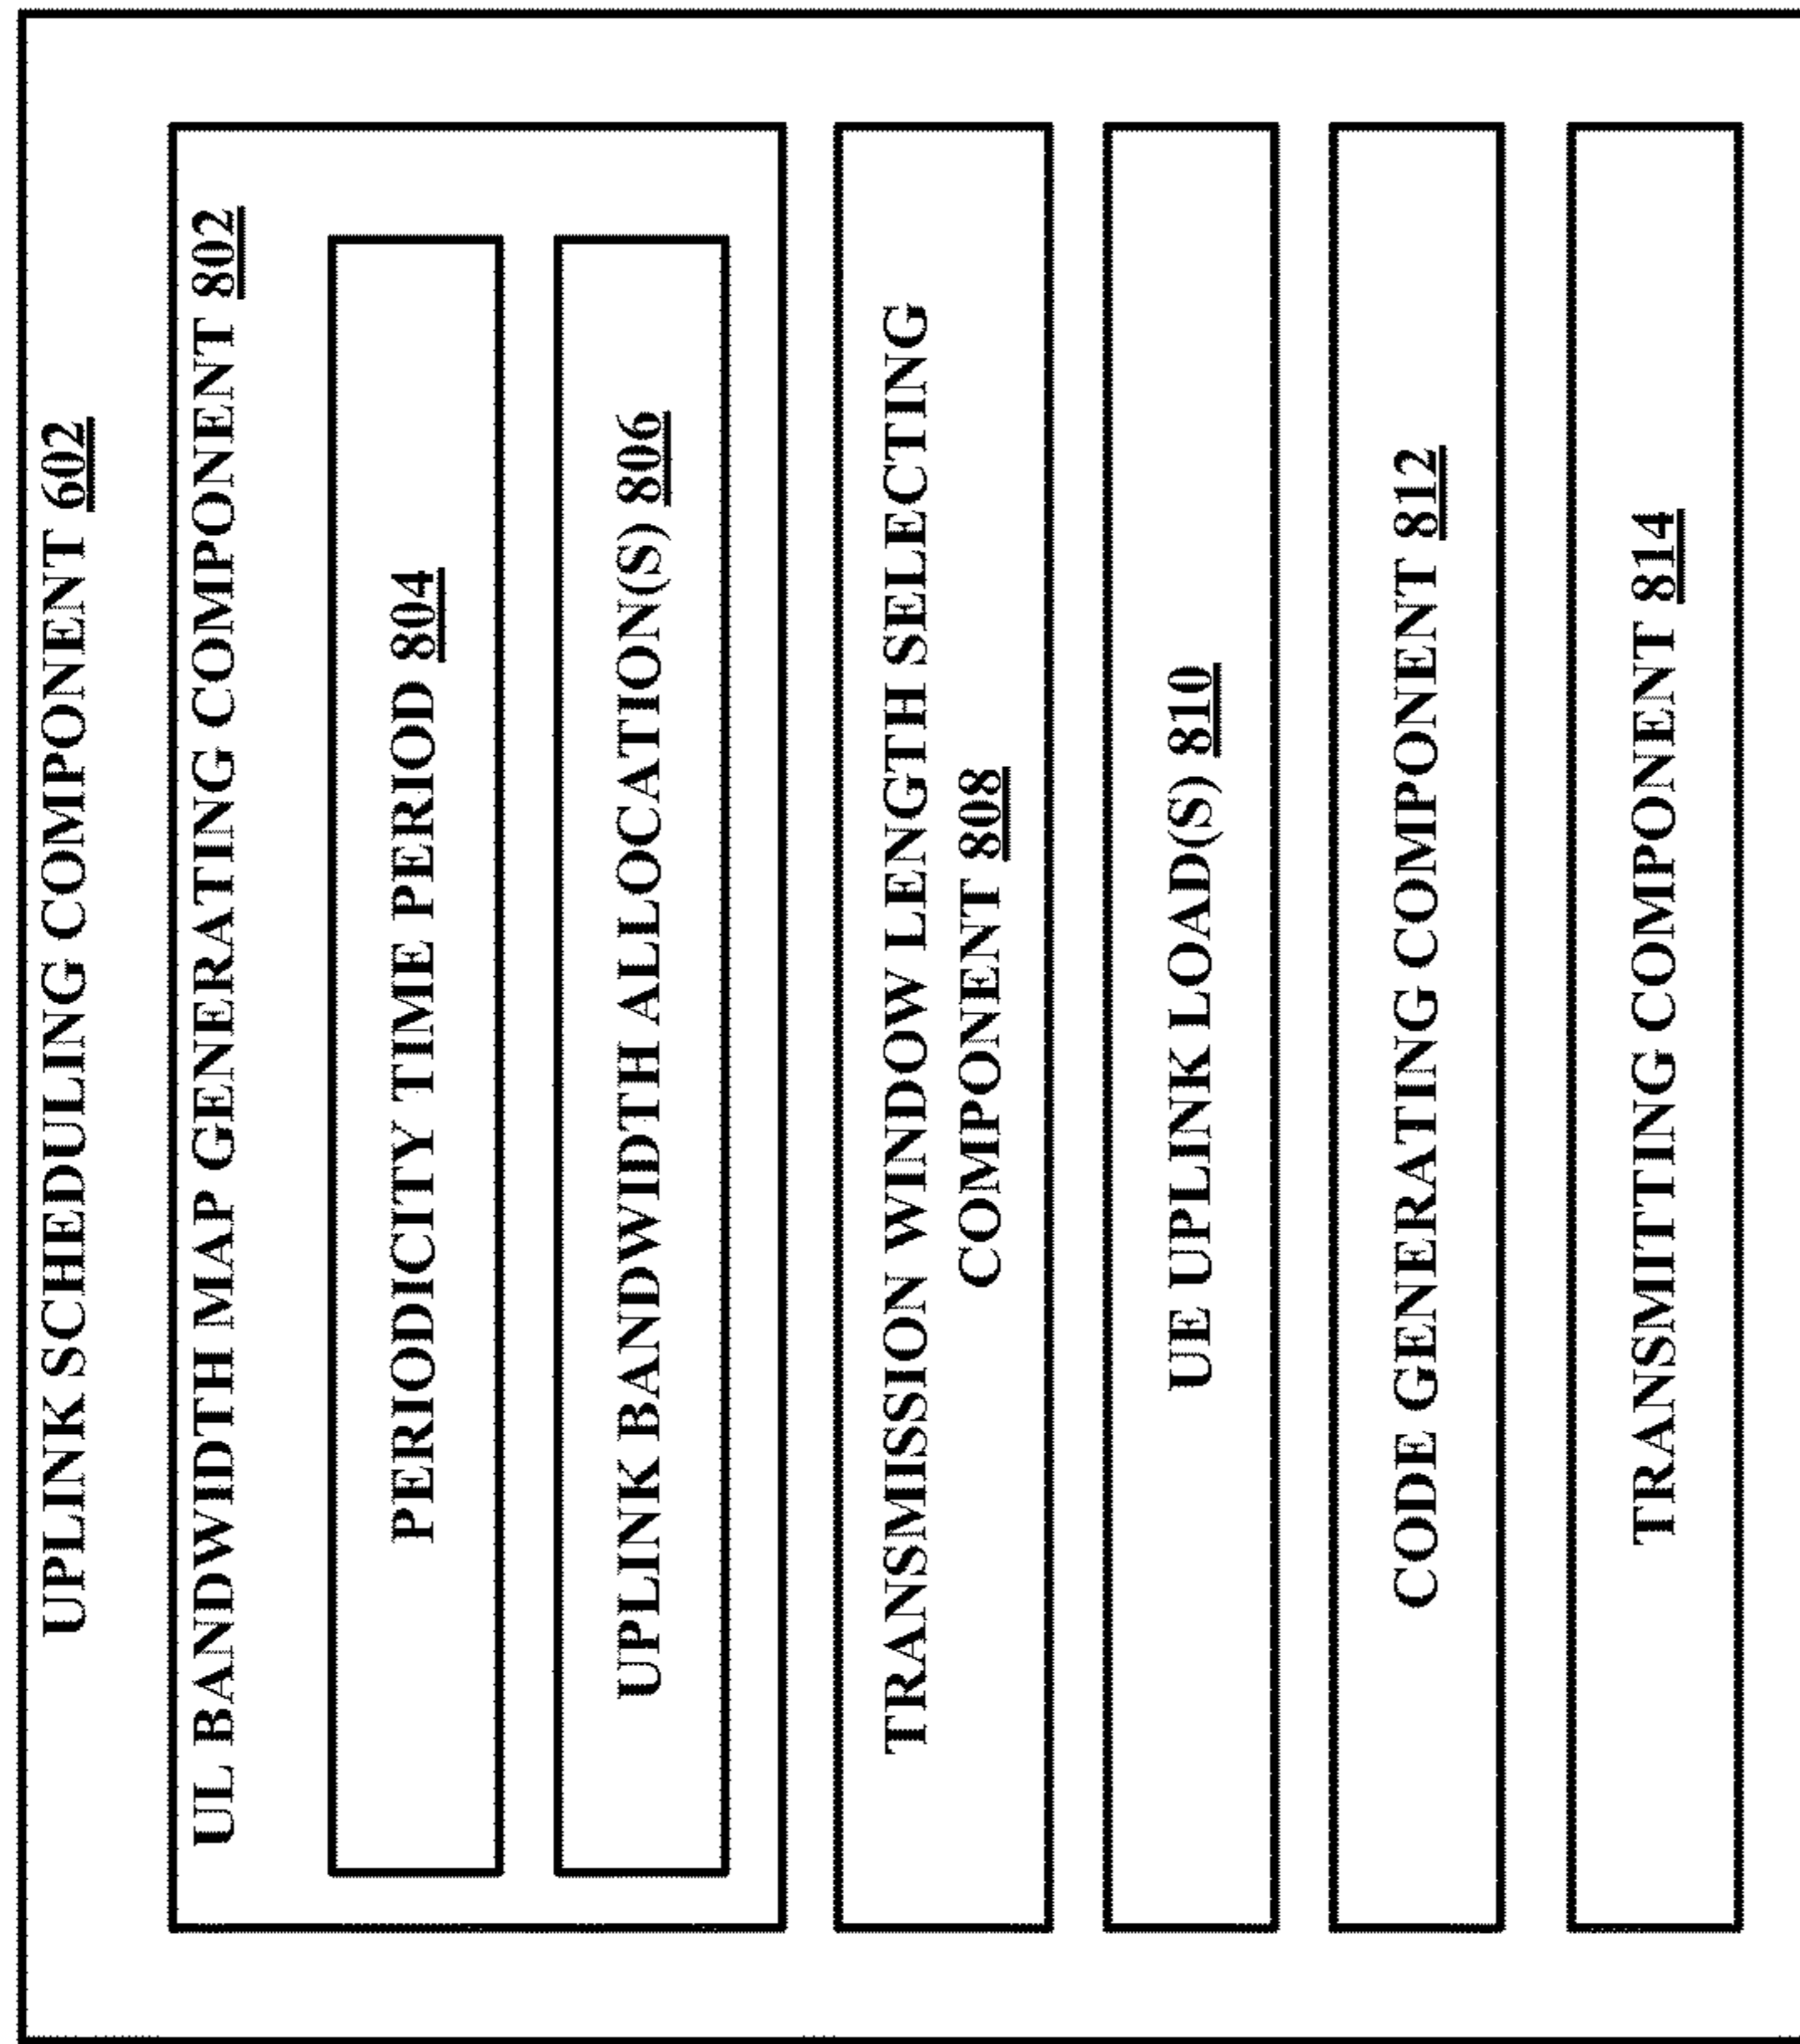 UPLINK SCHEDULING COMPONENT 602
UL BANDWIDTH MAP GENERATING COMPONENT 802
PERIODICITY TIME PERIOD 804
UPLINK BANDWIDTH ALLOCATION(S) 806
TRANSMISSION WINDOW LENGTH SELECTING
COMPONENT 808
UE UPLINK LOAD(S) 810
CODE GENERATING COMPONENT 812
TRANSMITTING COMPONENT 814